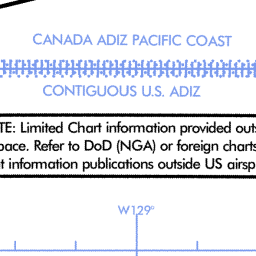 CANADA ADIZ PACIFIC COAST
CONTIGUOUS U.S. ADIZ
TE: Limited Chart information provided outs
pace. Refer to DoD (NGA) or foreign charts
t information publications outside US airsp
W129°